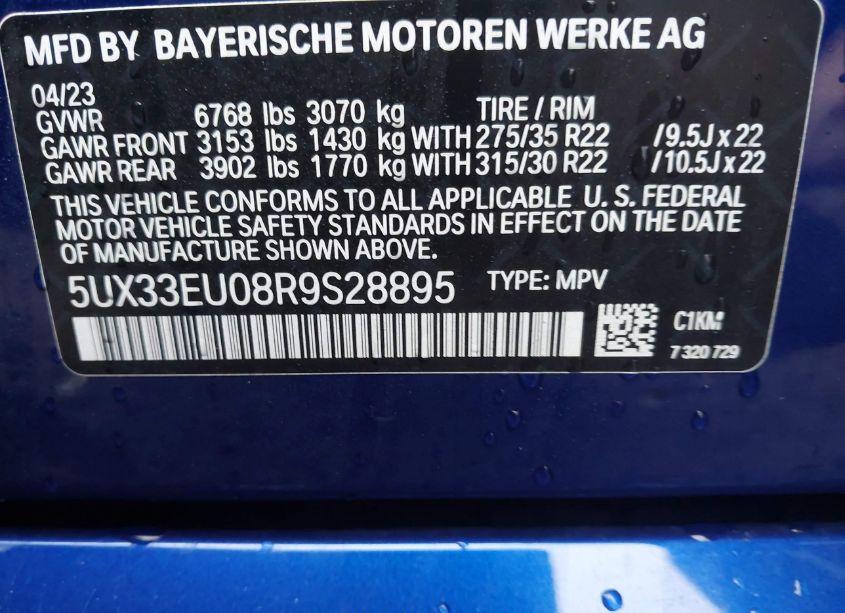 MFD BY BAYERISCHE MOTOREN WERKE AG
04/23
GVWR 6768 lbs 3070 kg TIRE / RIM
GAWR FRONT 3153 lbs 1430 kg WITH 275/35 R22 /9.5J x 22
GAWR REAR 3902 lbs 1770 kg WITH 315/30 R22 /10.5J x 22
THIS VEHICLE CONFORMS TO ALL APPLICABLE U. S. FEDERAL
MOTOR VEHICLE SAFETY STANDARDS IN EFFECT ON THE DATE
OF MANUFACTURE SHOWN ABOVE.
5UX33EU08R9S28895 TYPE: MPV
C1KM
7 320 729